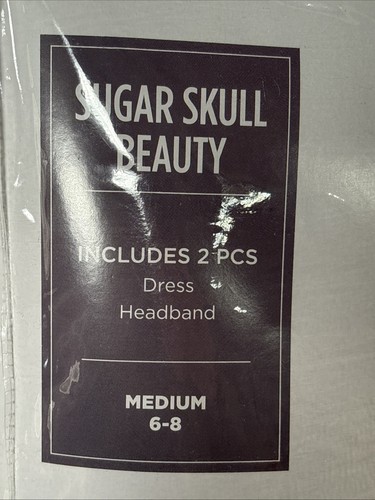 SUGAR SKULL
BEAUTY
INCLUDES 2 PCS
Dress
Headband
MEDIUM
6-8